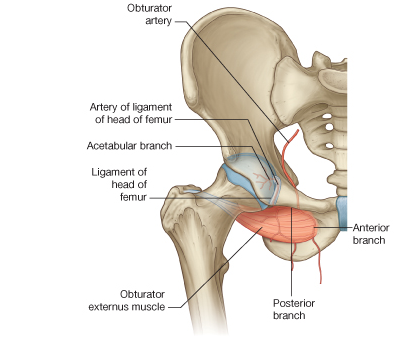 Obturator
artery
Artery of ligament
of head of femur
Acetabular branch
Ligament of
head of
femur
Anterior
branch
Obturator
externus muscle
Posterior
branch